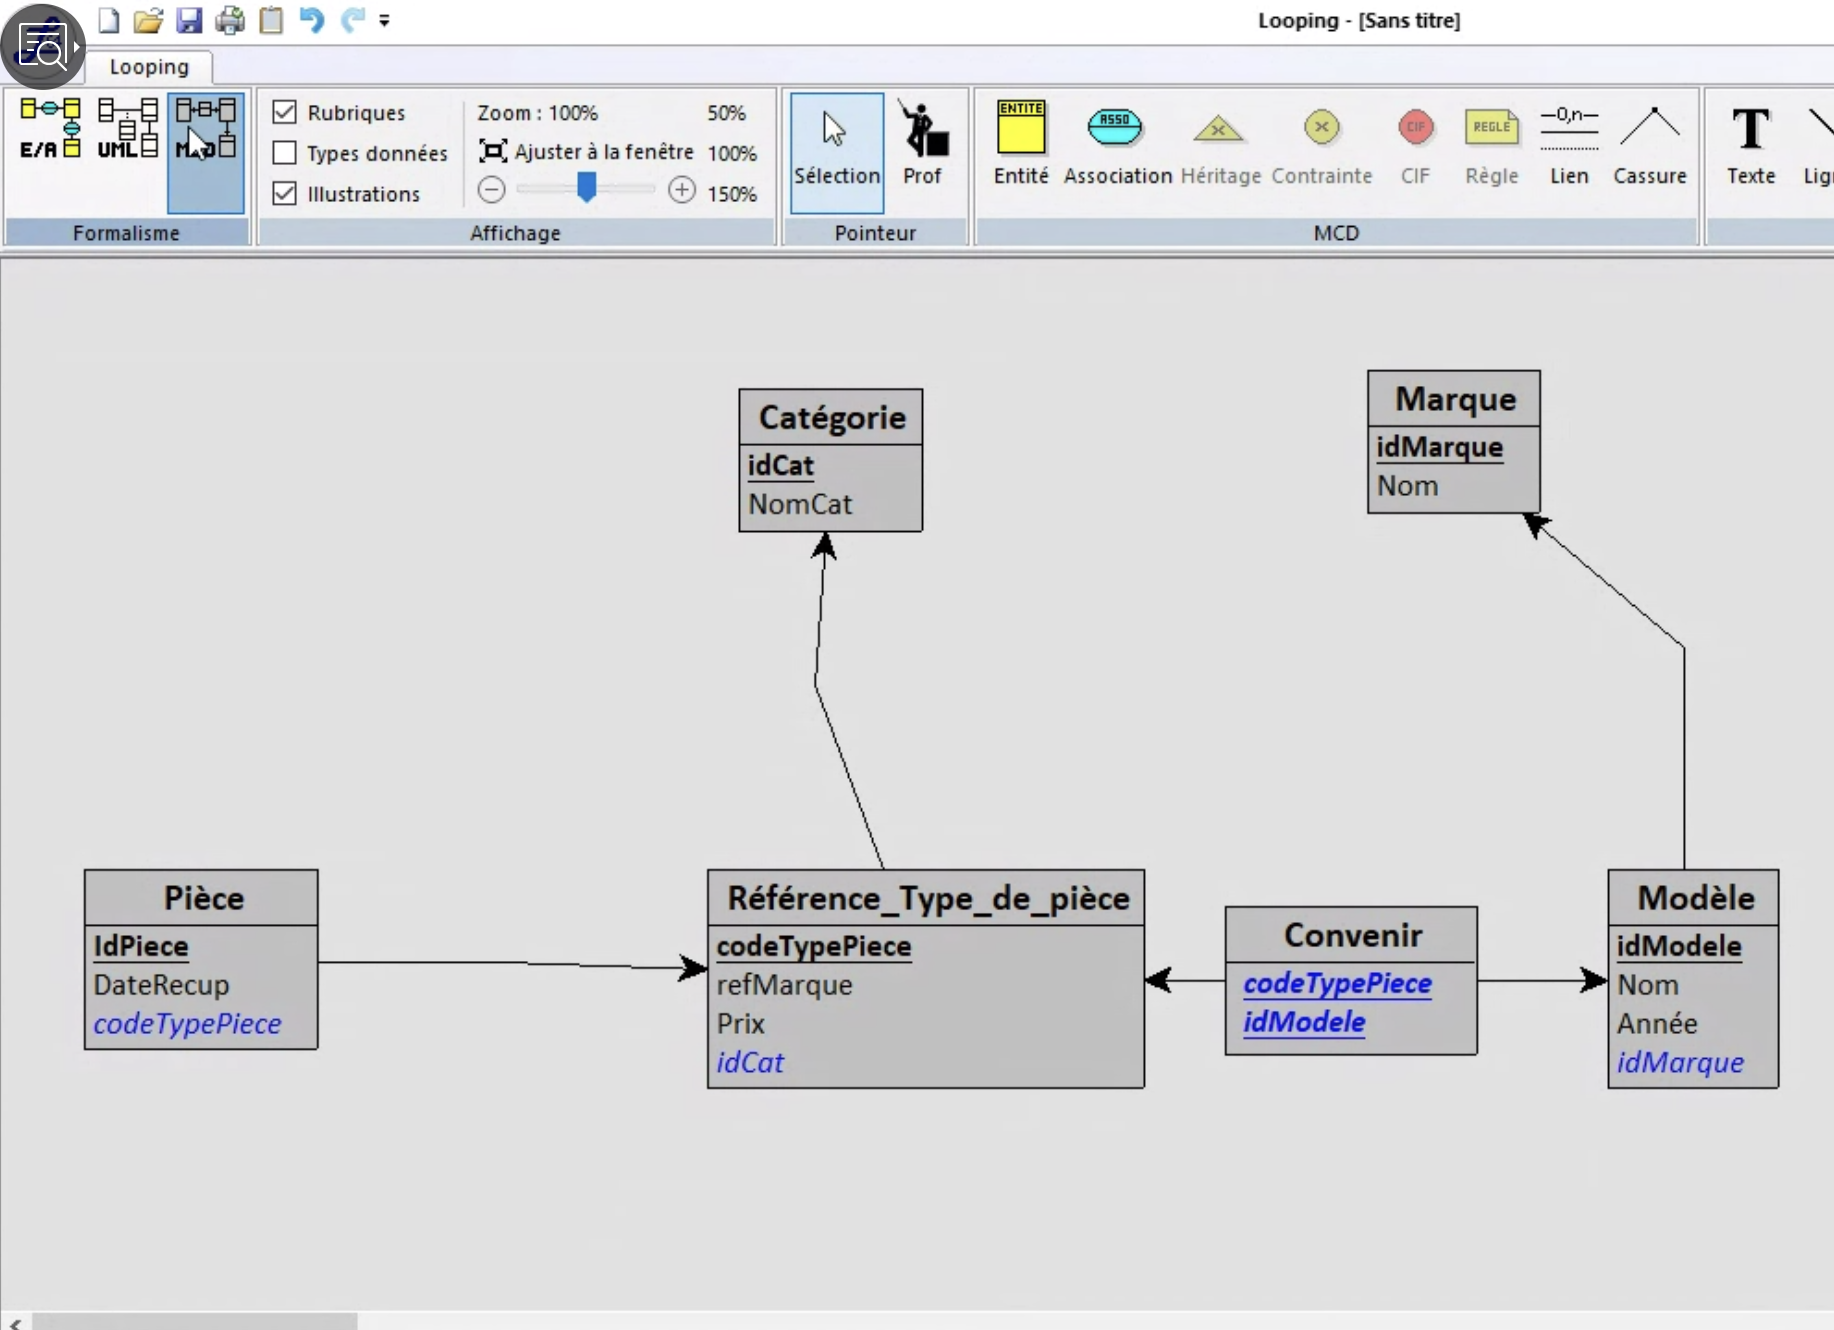 Looping - [Sans titre]
Looping
E/A
UML
Rubriques
Types données
Illustrations
Zoom : 100%
Ajuster à la fenêtre
50%
100%
150%
Sélection
Prof
ENTITE
Entité
ASSO
Association
Héritage
Contrainte
CIF
CIF
REGLE
Règle
—0,n—
Lien
Cassure
T
Texte
Formalisme
Affichage
Pointeur
MCD
Catégorie
idCat
NomCat
Marque
idMarque
Nom
Pièce
IdPiece
DateRecup
codeTypePiece
Référence_Type_de_pièce
codeTypePiece
refMarque
Prix
idCat
Convenir
codeTypePiece
idModele
Modèle
idModele
Nom
Année
idMarque